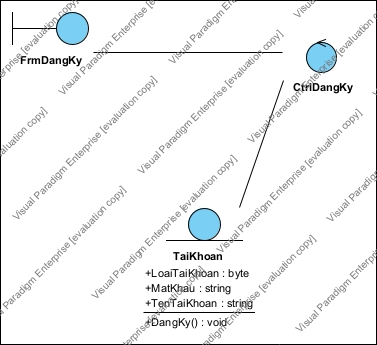 FrmDangKy
CtrlDangKy
TaiKhoan
+LoaiTaiKhoan : byte
+MatKhau : string
+TenTaiKhoan : string
+DangKy() : void
Visual Paradigm Enterprise [evaluation copy]